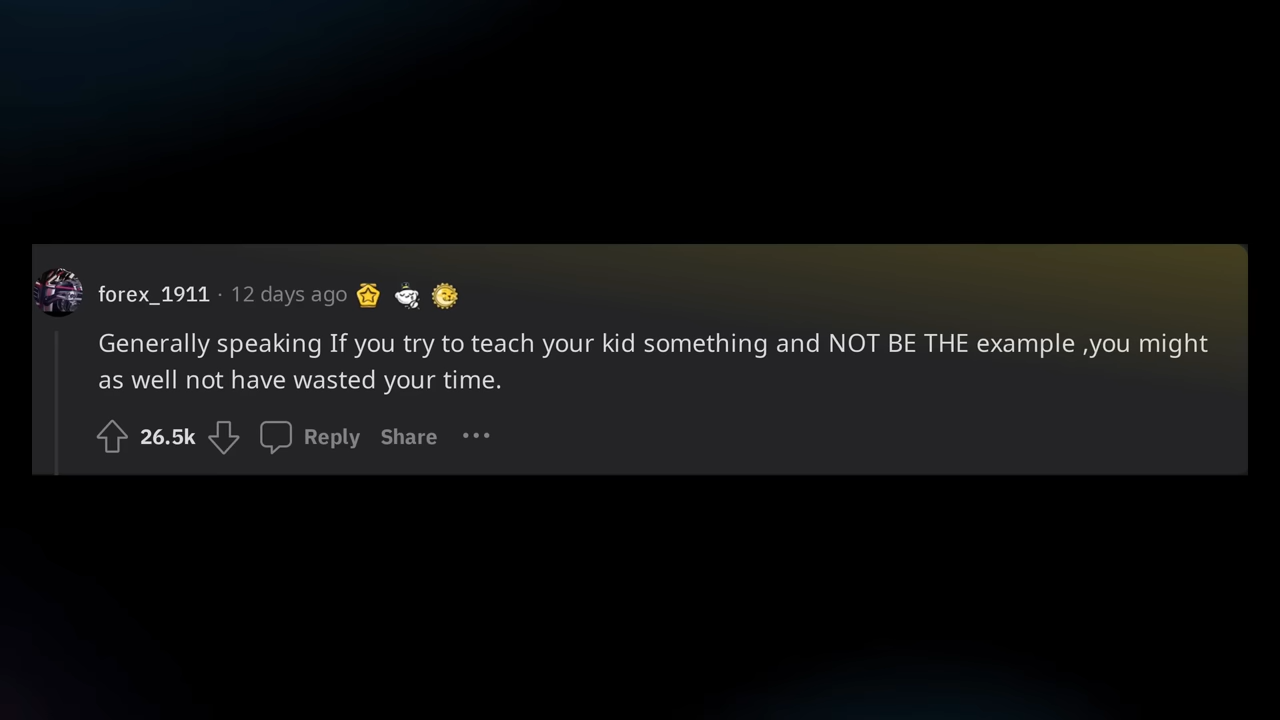 forex_1911 · 12 days ago
Generally speaking If you try to teach your kid something and NOT BE THE example ,you might
as well not have wasted your time.
26.5k Reply Share ···